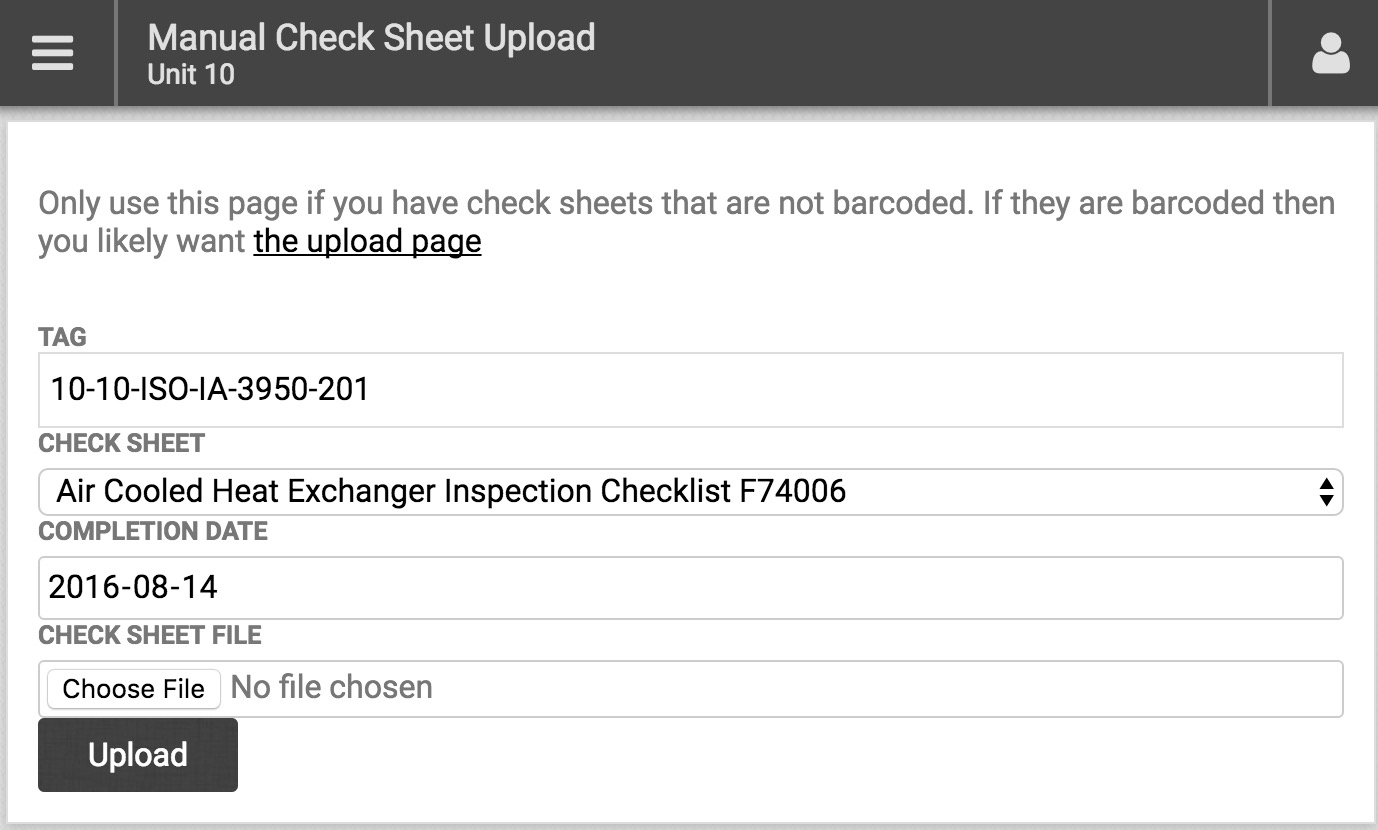 Manual Check Sheet Upload
Unit 10
Only use this page if you have check sheets that are not barcoded. If they are barcoded then
you likely want the upload page
TAG
10-10-ISO-IA-3950-201
CHECK SHEET
Air Cooled Heat Exchanger Inspection Checklist F74006
COMPLETION DATE
2016-08-14
CHECK SHEET FILE
Choose File No file chosen
Upload